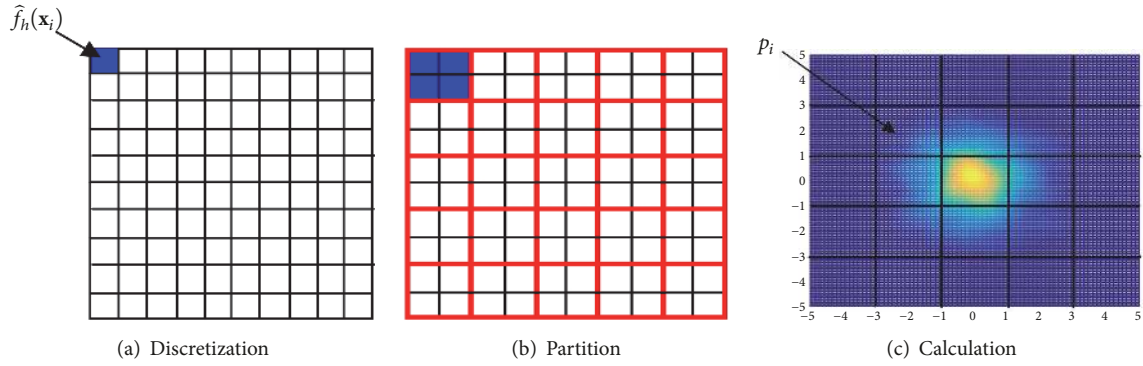 f̂_h(𝐱_i)
p_i
5
4
3
2
1
0
−1
−2
−3
−4
−5
−5 −4 −3 −2 −1 0 1 2 3 4 5
(a) Discretization
(b) Partition
(c) Calculation